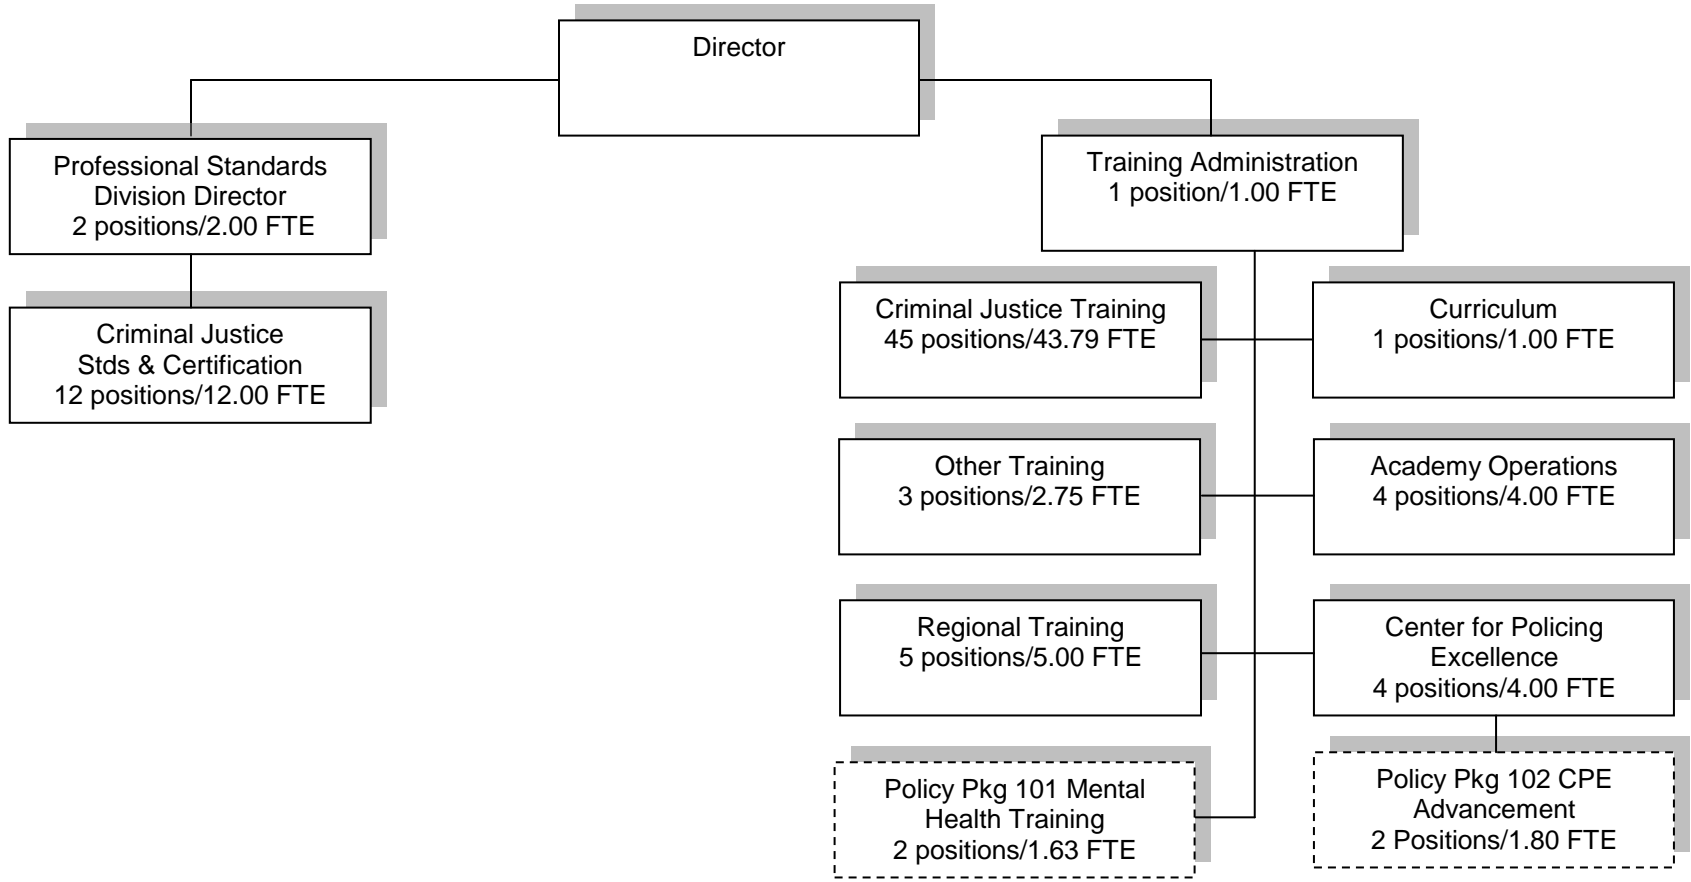 Director
Professional Standards
Division Director
2 positions/2.00 FTE
Training Administration
1 position/1.00 FTE
Criminal Justice
Stds & Certification
12 positions/12.00 FTE
Criminal Justice Training
45 positions/43.79 FTE
Curriculum
1 positions/1.00 FTE
Other Training
3 positions/2.75 FTE
Academy Operations
4 positions/4.00 FTE
Regional Training
5 positions/5.00 FTE
Center for Policing
Excellence
4 positions/4.00 FTE
Policy Pkg 101 Mental
Health Training
2 positions/1.63 FTE
Policy Pkg 102 CPE
Advancement
2 Positions/1.80 FTE